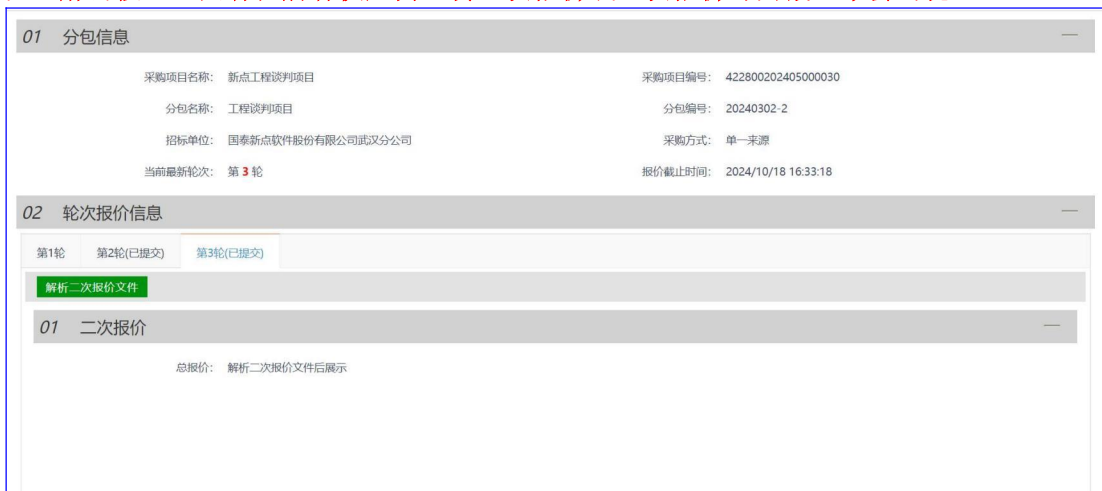 01 分包信息
采购项目名称: 新点工程谈判项目 采购项目编号: 422800202405000030
分包名称: 工程谈判项目 分包编号: 20240302-2
招标单位: 国泰新点软件股份有限公司武汉分公司 采购方式: 单一来源
当前最新轮次: 第 3 轮 报价截止时间: 2024/10/18 16:33:18
02 轮次报价信息
第1轮 第2轮(已提交) 第3轮(已提交)
解析二次报价文件
01 二次报价
总报价: 解析二次报价文件后展示